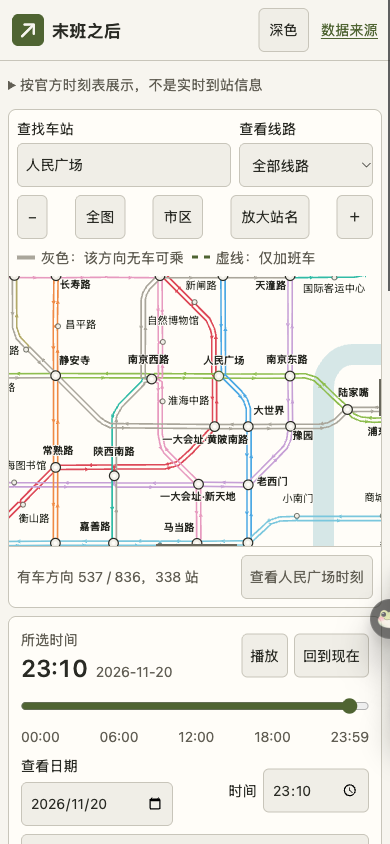 末班之后
深色
数据来源
按官方时刻表展示，不是实时到站信息
查找车站
查看线路
人民广场
全部线路
−
全图
市区
放大站名
+
灰色：该方向无车可乘
虚线：仅加班车
长寿路
新闸路
天潼路
国际客运中心
自然博物馆
昌平路
路
静安寺
南京西路
人民广场
南京东路
路
陆家嘴
淮海中路
大世界
浦东
豫园
一大会址·黄陂南路
常熟路
陕西南路
海图书馆
老西门
一大会址·新天地
小南门
商城
衡山路
嘉善路
马当路
有车方向 537 / 836，338 站
查看人民广场时刻
所选时间
23:10 2026-11-20
播放
回到现在
00:00
06:00
12:00
18:00
23:59
查看日期
时间
23:10
2026/11/20